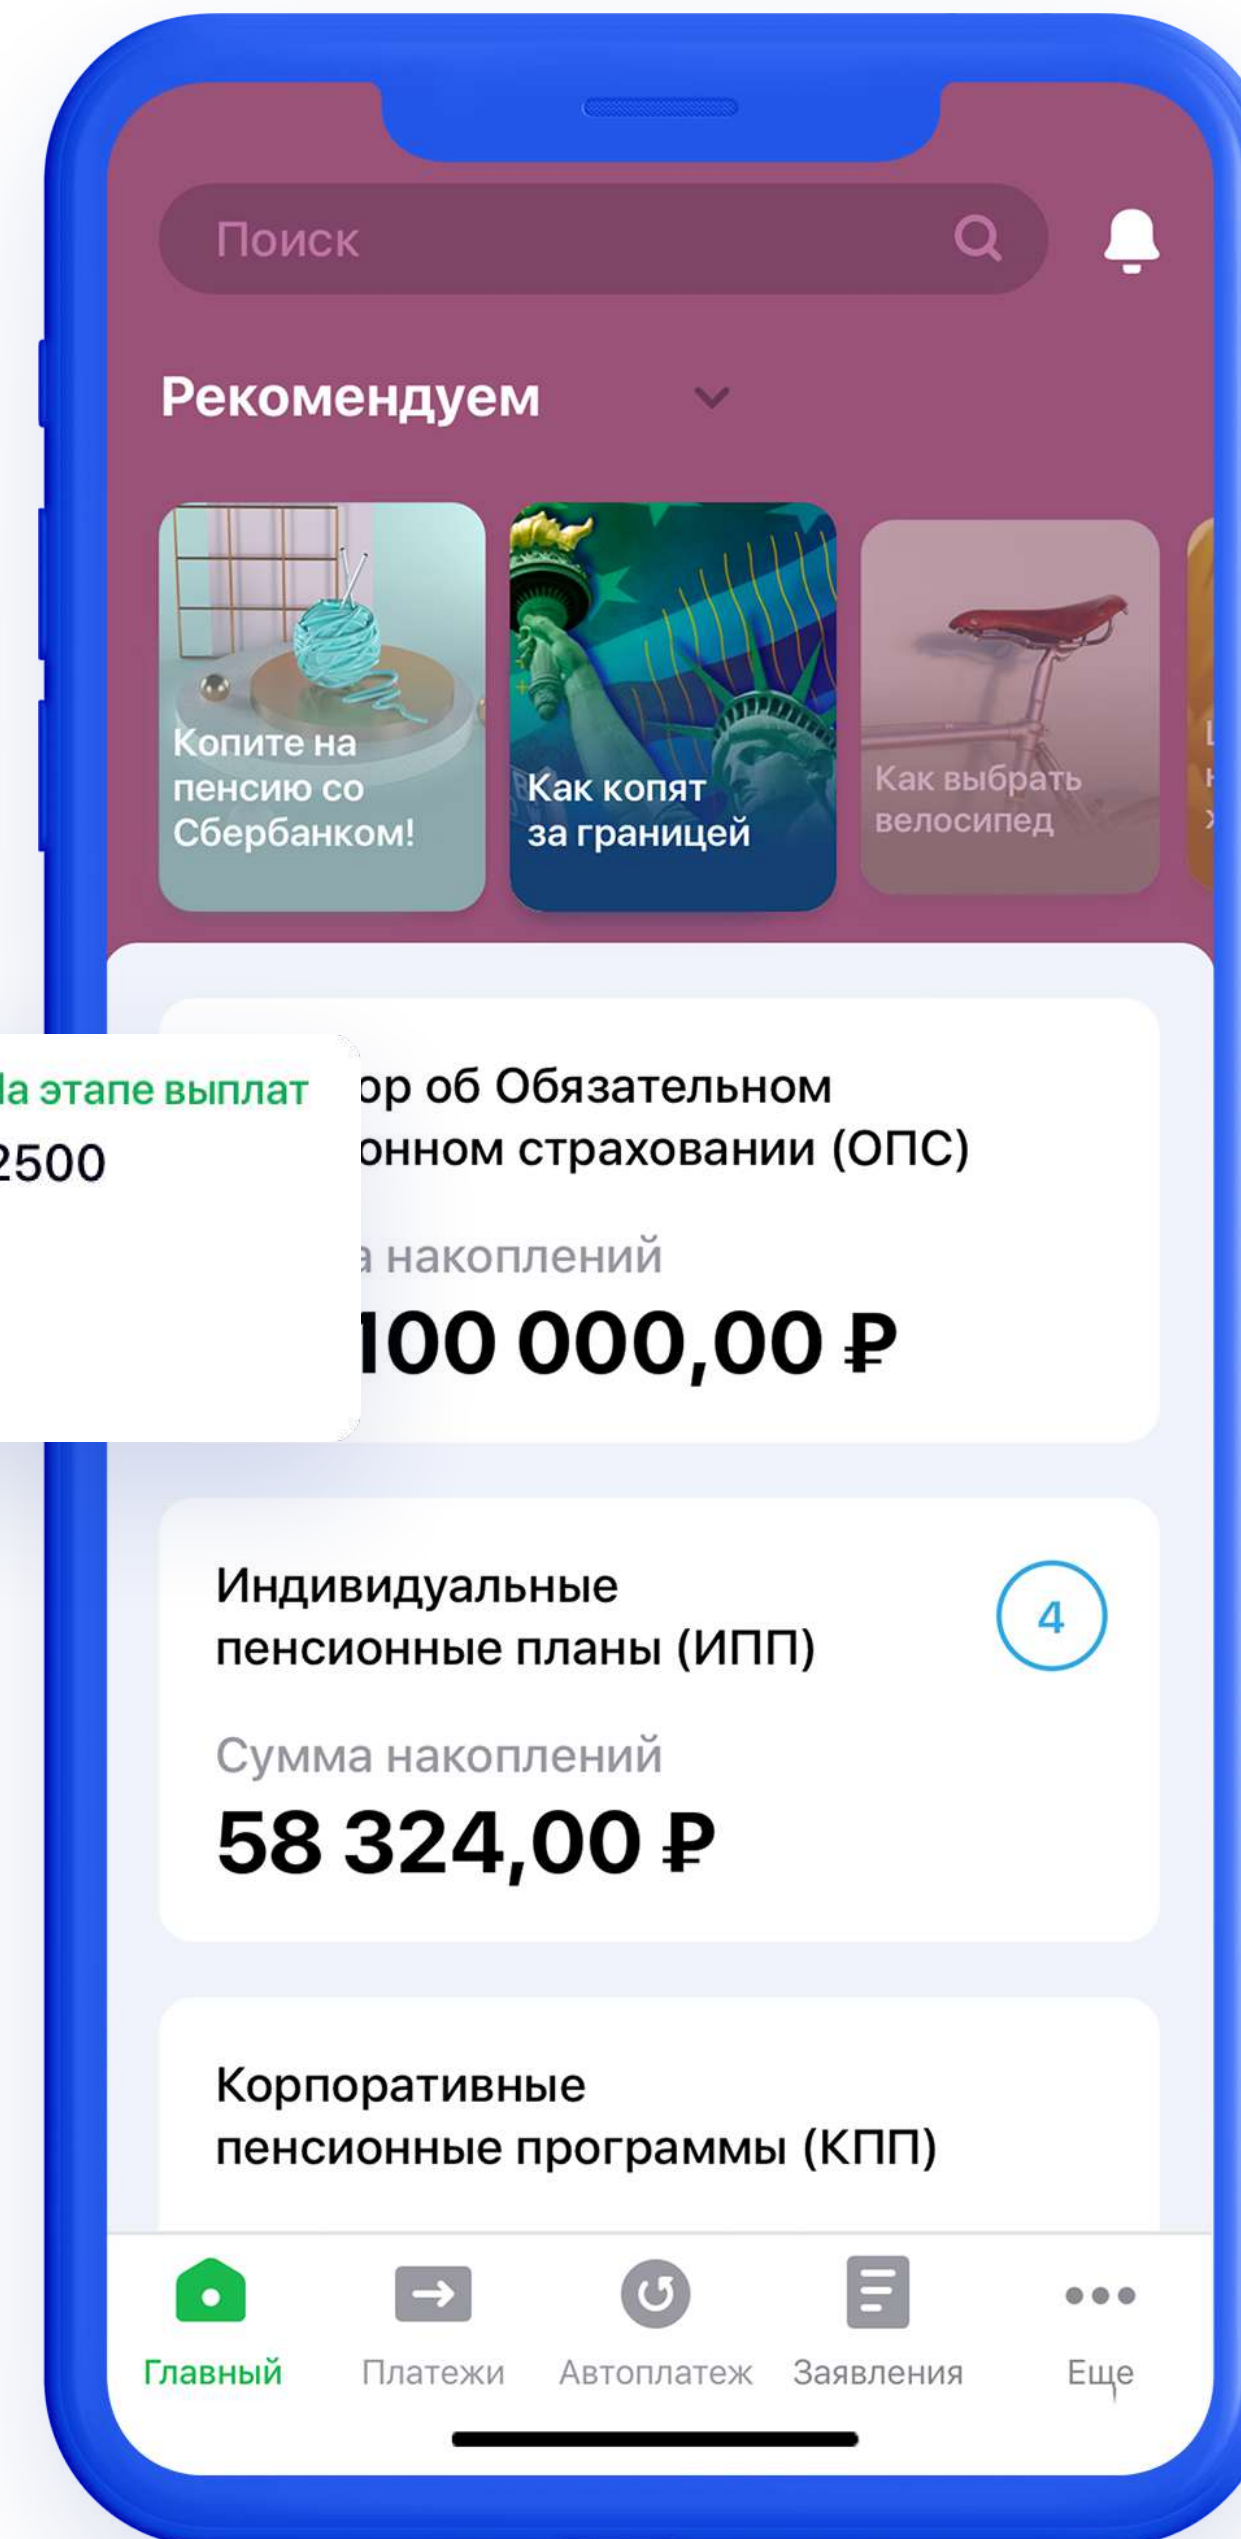 Поиск
Рекомендуем
Копите на
пенсию со
Сбербанком!
Как копят
за границей
Как выбрать
велосипед
этапе выплат
2500
об Обязательном
страховании (ОПС)
накоплений
100 000,00 ₽
Индивидуальные
пенсионные планы (ИПП)
4
Сумма накоплений
58 324,00 ₽
Корпоративные
пенсионные программы (КПП)
Главный
Платежи
Автоплатеж
Заявления
Еще